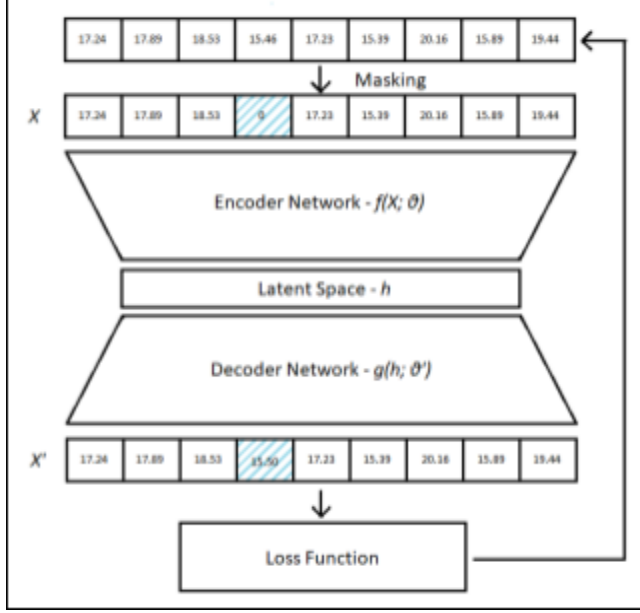 17.24 17.89 18.53 15.46 17.23 15.39 20.16 15.89 19.44
Masking
X 17.24 17.89 18.53 0 17.23 15.39 20.16 15.89 19.44
Encoder Network - f(X; θ)
Latent Space - h
Decoder Network - g(h; θ')
X' 17.24 17.89 18.53 15.50 17.23 15.39 20.16 15.89 19.44
Loss Function